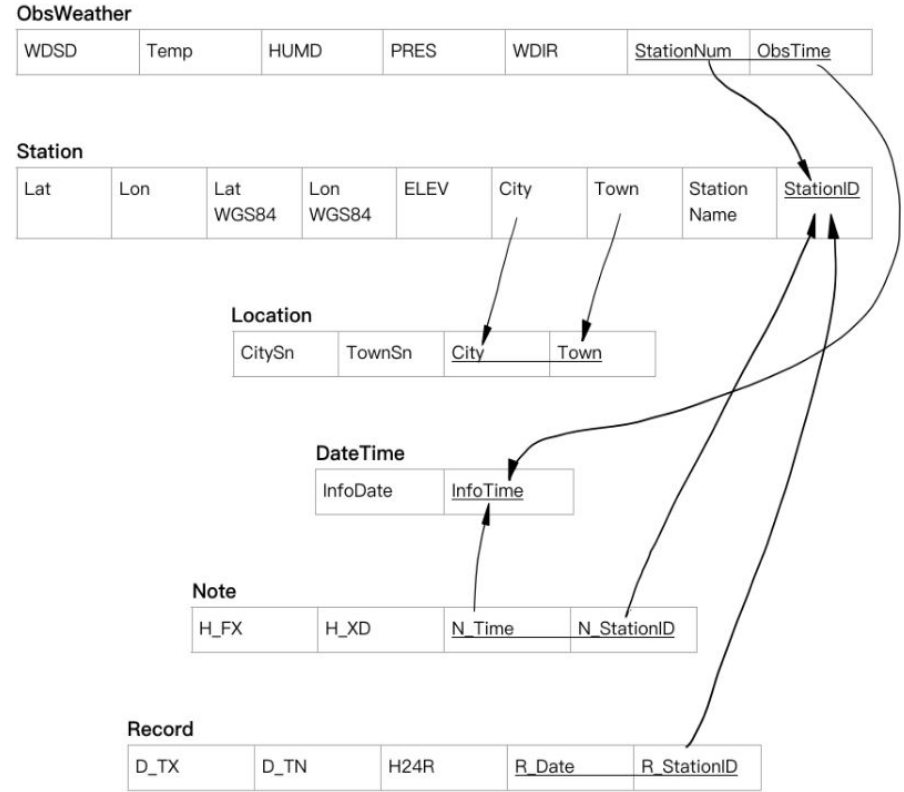 ObsWeather
WDSD Temp HUMD PRES WDIR StationNum ObsTime
Station
Lat Lon Lat WGS84 Lon WGS84 ELEV City Town Station Name StationID
Location
CitySn TownSn City Town
DateTime
InfoDate InfoTime
Note
H_FX H_XD N_Time N_StationID
Record
D_TX D_TN H24R R_Date R_StationID